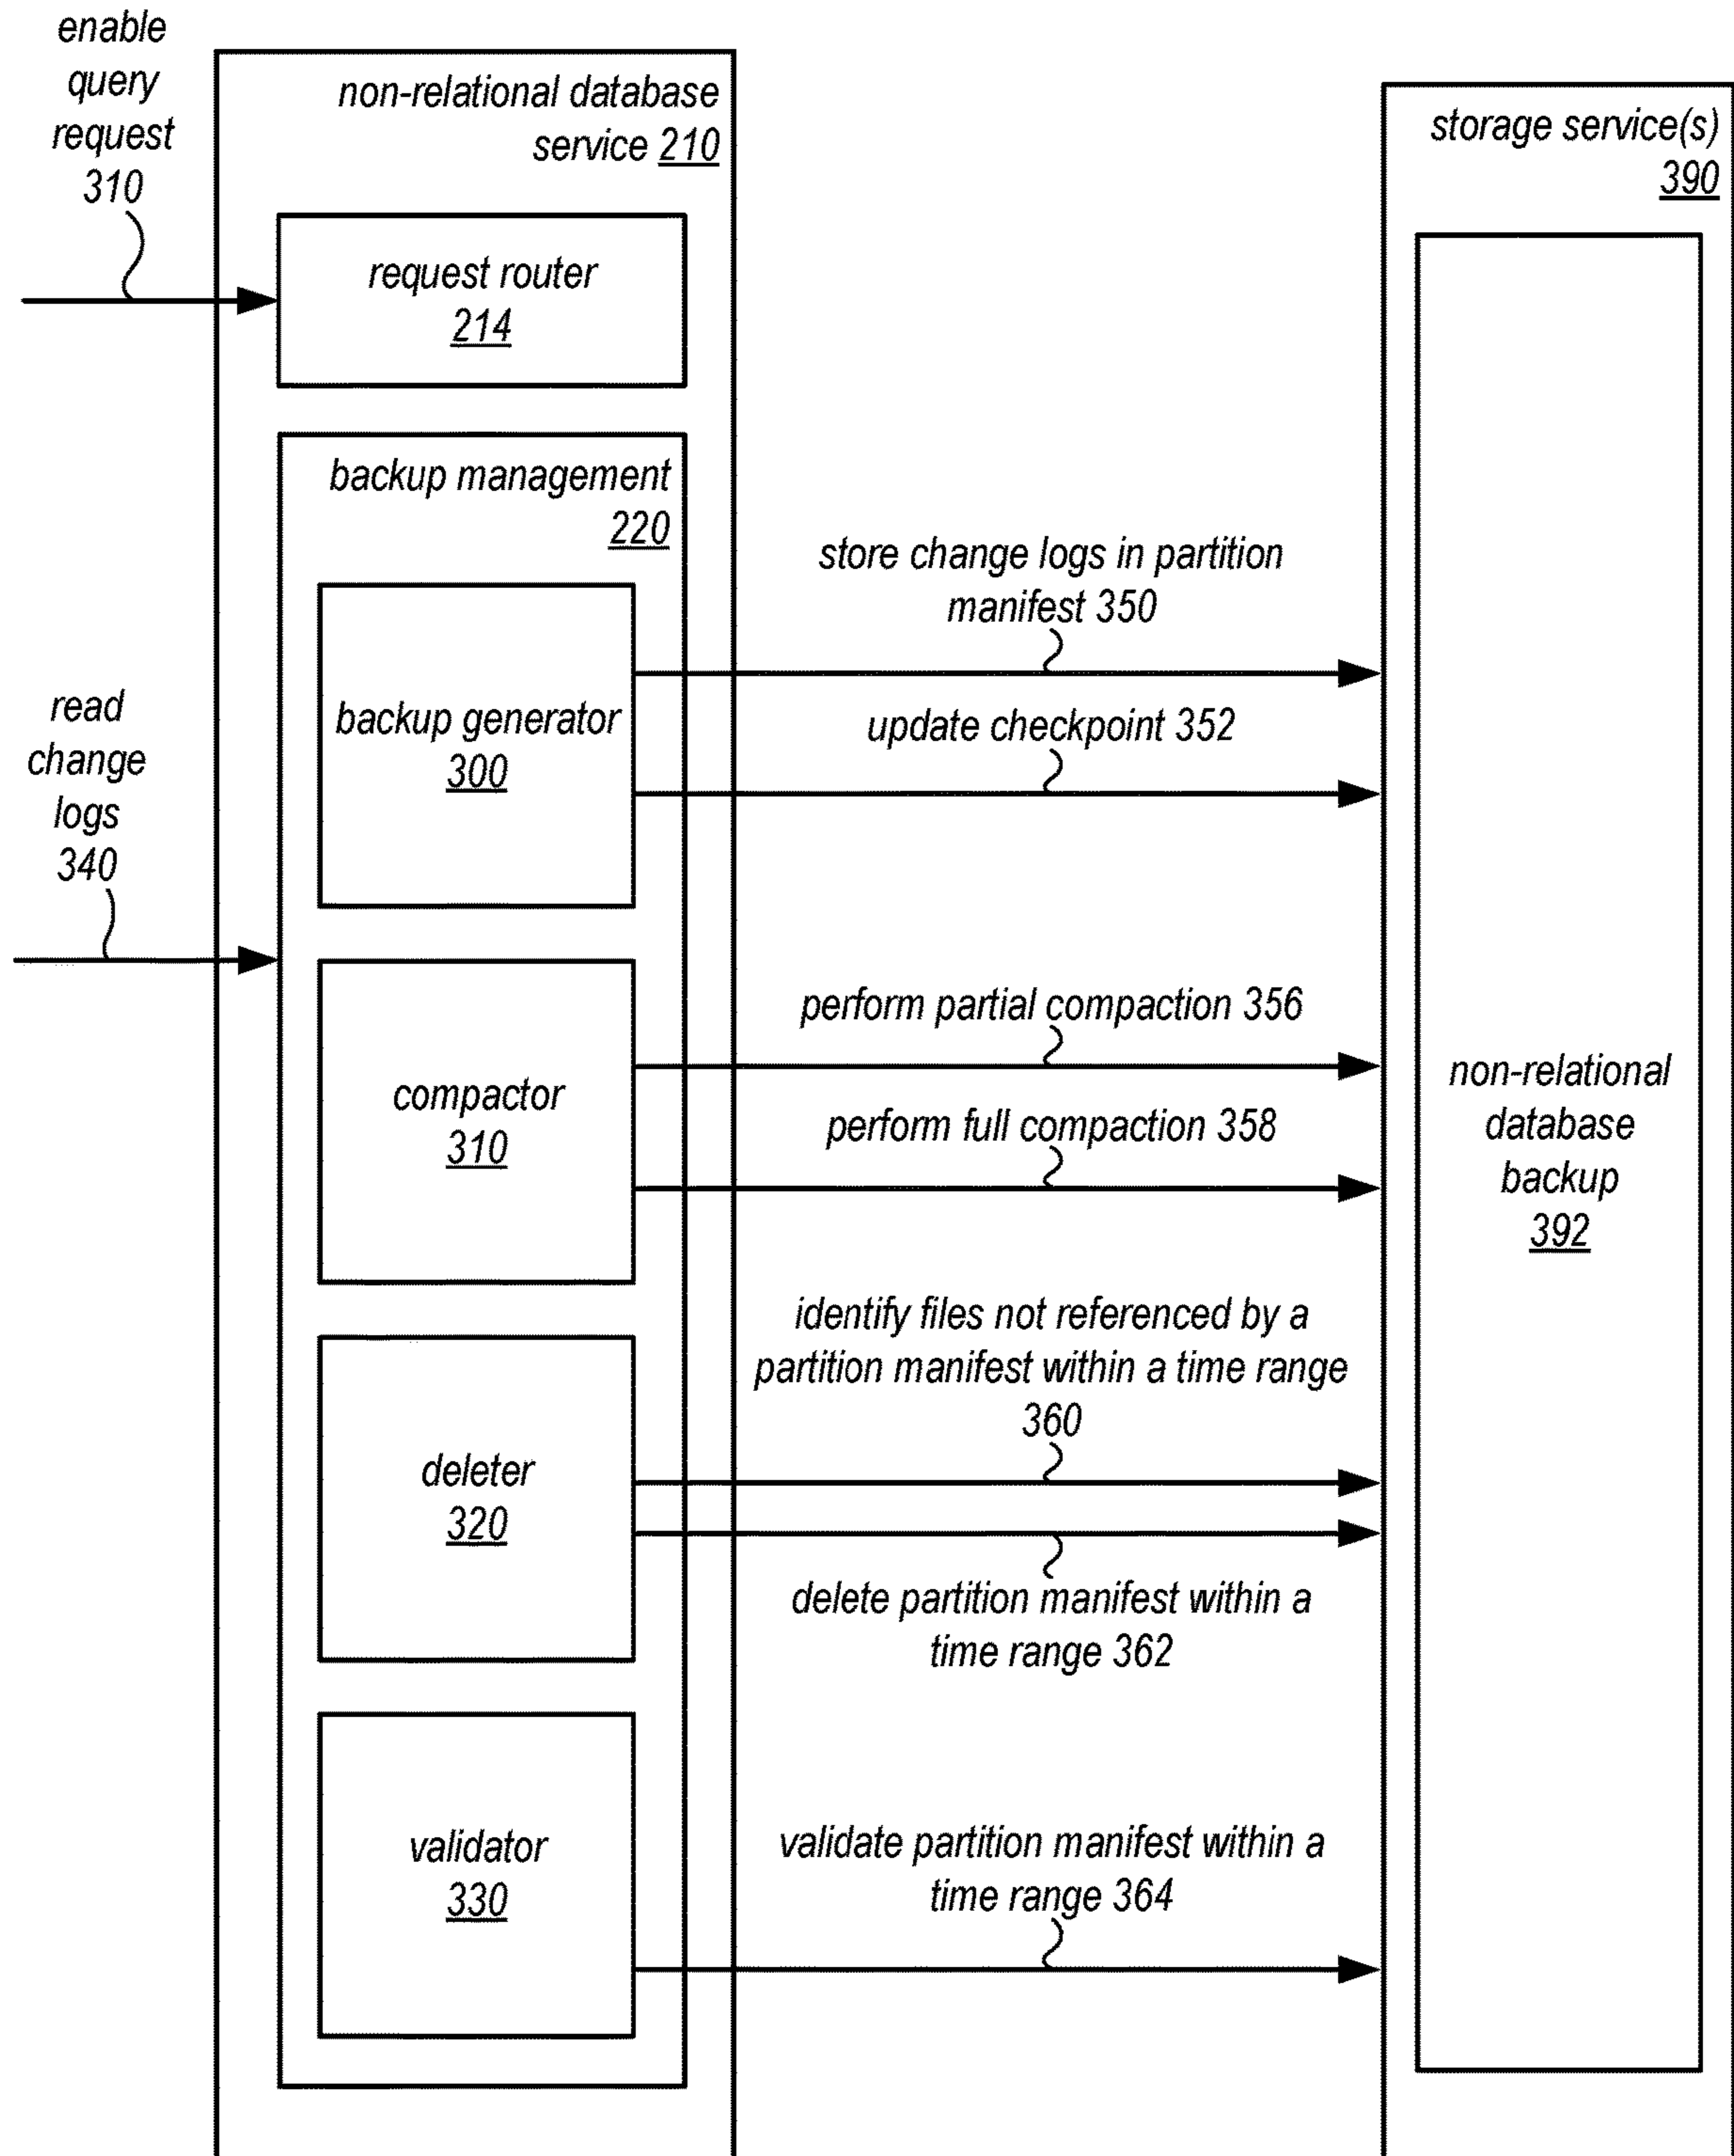 enable
query
request
310
non-relational database
service 210
storage service(s)
390
request router
214
backup management
220
store change logs in partition
manifest 350
backup generator
300
update checkpoint 352
read
change
logs
340
perform partial compaction 356
compactor
310
perform full compaction 358
non-relational
database
backup
392
identify files not referenced by a
partition manifest within a time range
360
deleter
320
delete partition manifest within a
time range 362
validator
330
validate partition manifest within a
time range 364